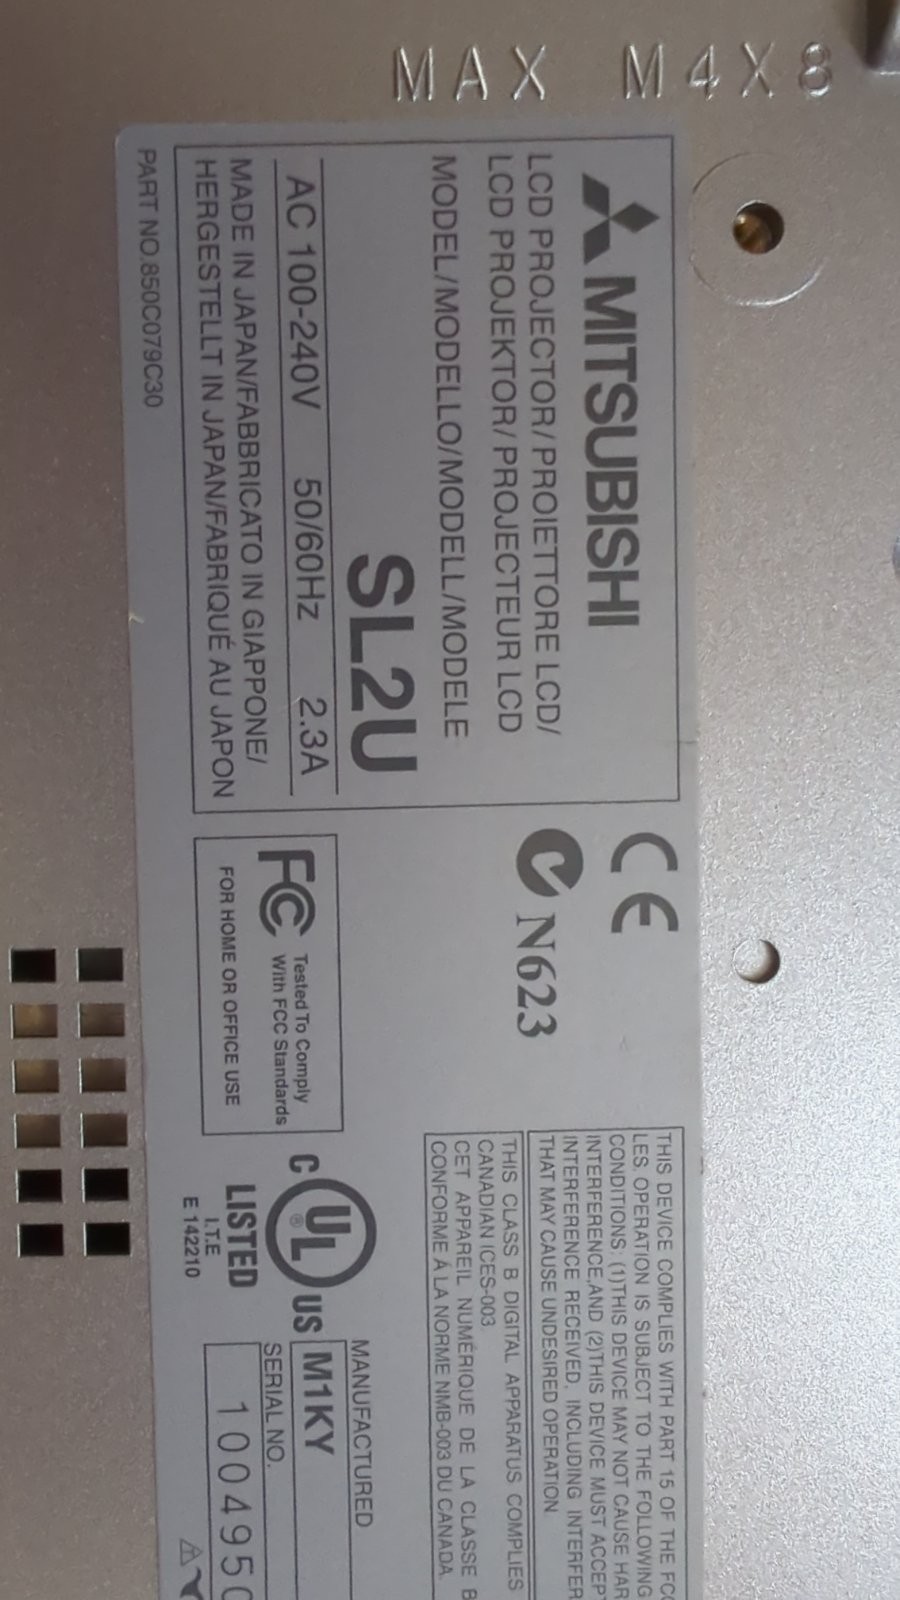 MAX M4X8
MITSUBISHI
LCD PROJECTOR/PROIETTORE LCD/
LCD PROJEKTOR/PROJECTEUR LCD
MODEL/MODELLO/MODELL/MODELE
SL2U
AC 100-240V 50/60Hz 2.3A
MADE IN JAPAN/FABBRICATO IN GIAPPONE/
HERGESTELLT IN JAPAN/FABRIQUÉ AU JAPON
PART NO.850C079C30
CE
N623
FC
Tested To Comply
With FCC Standards
FOR HOME OR OFFICE USE
THIS DEVICE COMPLIES WITH PART 15 OF THE FCC
LES. OPERATION IS SUBJECT TO THE FOLLOWING
CONDITIONS: (1)THIS DEVICE MAY NOT CAUSE HAR
INTERFERENCE,AND (2)THIS DEVICE MUST ACCEP
INTERFERENCE RECEIVED, INCLUDING INTERFER
THAT MAY CAUSE UNDESIRED OPERATION
THIS CLASS B DIGITAL APPARATUS COMPLIES
CANADIAN ICES-003.
CET APPAREIL NUMÉRIQUE DE LA CLASSE B
CONFORME À LA NORME NMB-003 DU CANADA.
C UL ® US
LISTED
I.T.E
E 142210
MANUFACTURED
M1KY
SERIAL NO.
100495